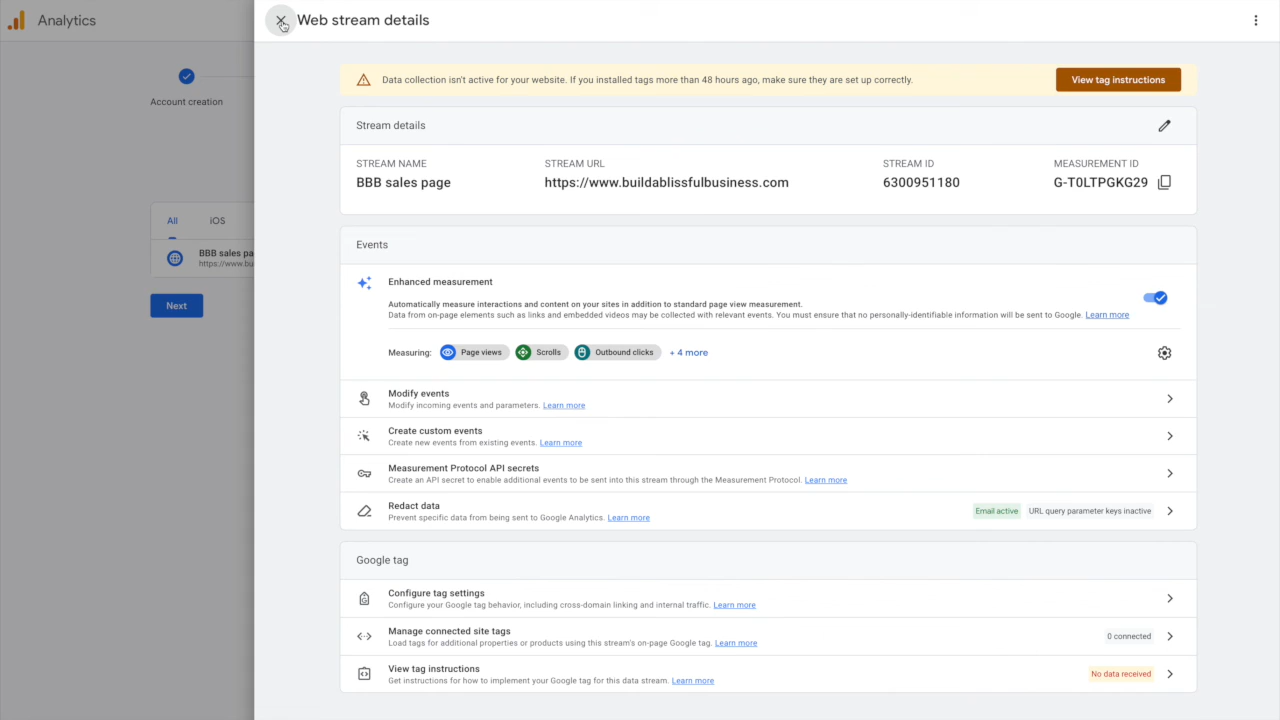 Analytics
Account creation
All
iOS
BBB sales pa
https://www.bu
Next
Web stream details
Data collection isn't active for your website. If you installed tags more than 48 hours ago, make sure they are set up correctly.
View tag instructions
Stream details
STREAM NAME
BBB sales page
STREAM URL
https://www.buildablissfulbusiness.com
STREAM ID
6300951180
MEASUREMENT ID
G-T0LTPGKG29
Events
Enhanced measurement
Automatically measure interactions and content on your sites in addition to standard page view measurement.
Data from on-page elements such as links and embedded videos may be collected with relevant events. You must ensure that no personally-identifiable information will be sent to Google. Learn more
Measuring: Page views Scrolls Outbound clicks + 4 more
Modify events
Modify incoming events and parameters. Learn more
Create custom events
Create new events from existing events. Learn more
Measurement Protocol API secrets
Create an API secret to enable additional events to be sent into this stream through the Measurement Protocol. Learn more
Redact data
Prevent specific data from being sent to Google Analytics. Learn more
Email active URL query parameter keys inactive
Google tag
Configure tag settings
Configure your Google tag behavior, including cross-domain linking and internal traffic. Learn more
Manage connected site tags
Load tags for additional properties or products using this stream's on-page Google tag. Learn more
0 connected
View tag instructions
Get instructions for how to implement your Google tag for this data stream. Learn more
No data received